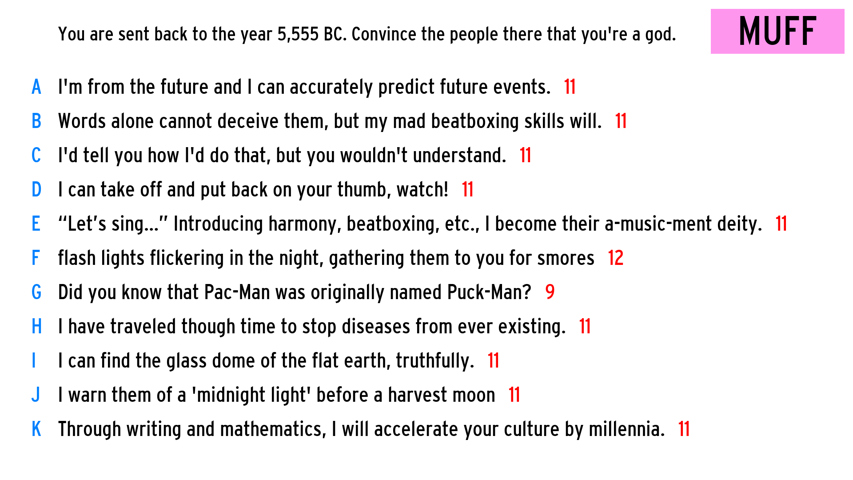 You are sent back to the year 5,555 BC. Convince the people there that you're a god.
MUFF
A I'm from the future and I can accurately predict future events. 11
B Words alone cannot deceive them, but my mad beatboxing skills will. 11
C I'd tell you how I'd do that, but you wouldn't understand. 11
D I can take off and put back on your thumb, watch! 11
E “Let’s sing...” Introducing harmony, beatboxing, etc., I become their a-music-ment deity. 11
F flash lights flickering in the night, gathering them to you for smores 12
G Did you know that Pac-Man was originally named Puck-Man? 9
H I have traveled though time to stop diseases from ever existing. 11
I I can find the glass dome of the flat earth, truthfully. 11
J I warn them of a 'midnight light' before a harvest moon 11
K Through writing and mathematics, I will accelerate your culture by millennia. 11